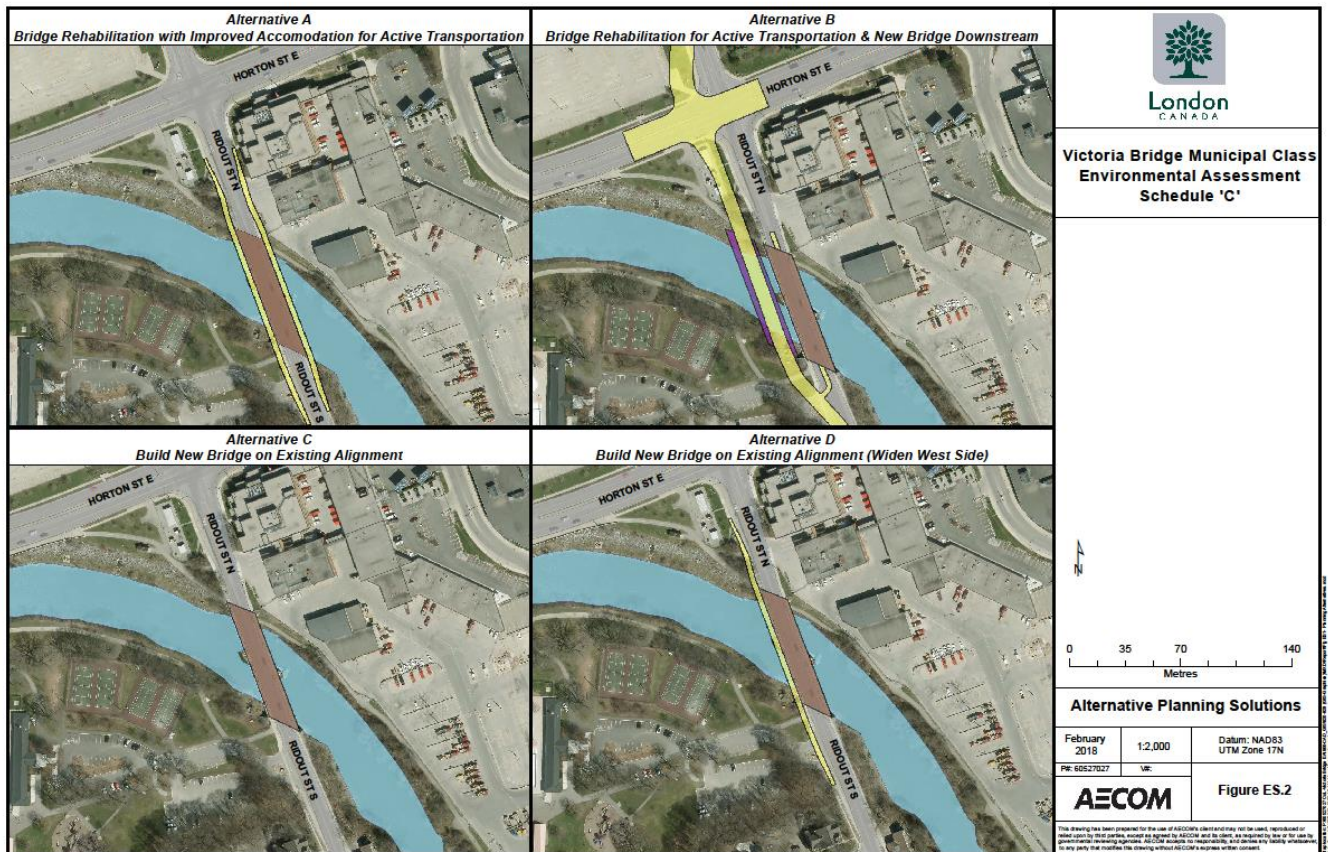 Alternative A
Bridge Rehabilitation with Improved Accomodation for Active Transportation
HORTON ST E
RIDOUT ST N
RIDOUT ST S
Alternative B
Bridge Rehabilitation for Active Transportation & New Bridge Downstream
HORTON ST E
RIDOUT ST N
Alternative C
Build New Bridge on Existing Alignment
HORTON ST E
RIDOUT ST N
RIDOUT ST S
Alternative D
Build New Bridge on Existing Alignment (Widen West Side)
HORTON ST E
RIDOUT ST N
RIDOUT ST S
London
CANADA
Victoria Bridge Municipal Class
Environmental Assessment
Schedule 'C'
N
0 35 70 140
Metres
Alternative Planning Solutions
February
2018
1:2,000
Datum: NAD83
UTM Zone 17N
P#: 60527027
V#:
AECOM
Figure ES.2
This drawing has been prepared for the use of AECOM's client and may not be used, reproduced or
relied upon by third parties, except as agreed by AECOM and its client, as required by law or for use by
governmental reviewing agencies. AECOM accepts no responsibility, and denies any liability whatsoever,
to any party that modifies this drawing without AECOM's express written consent.